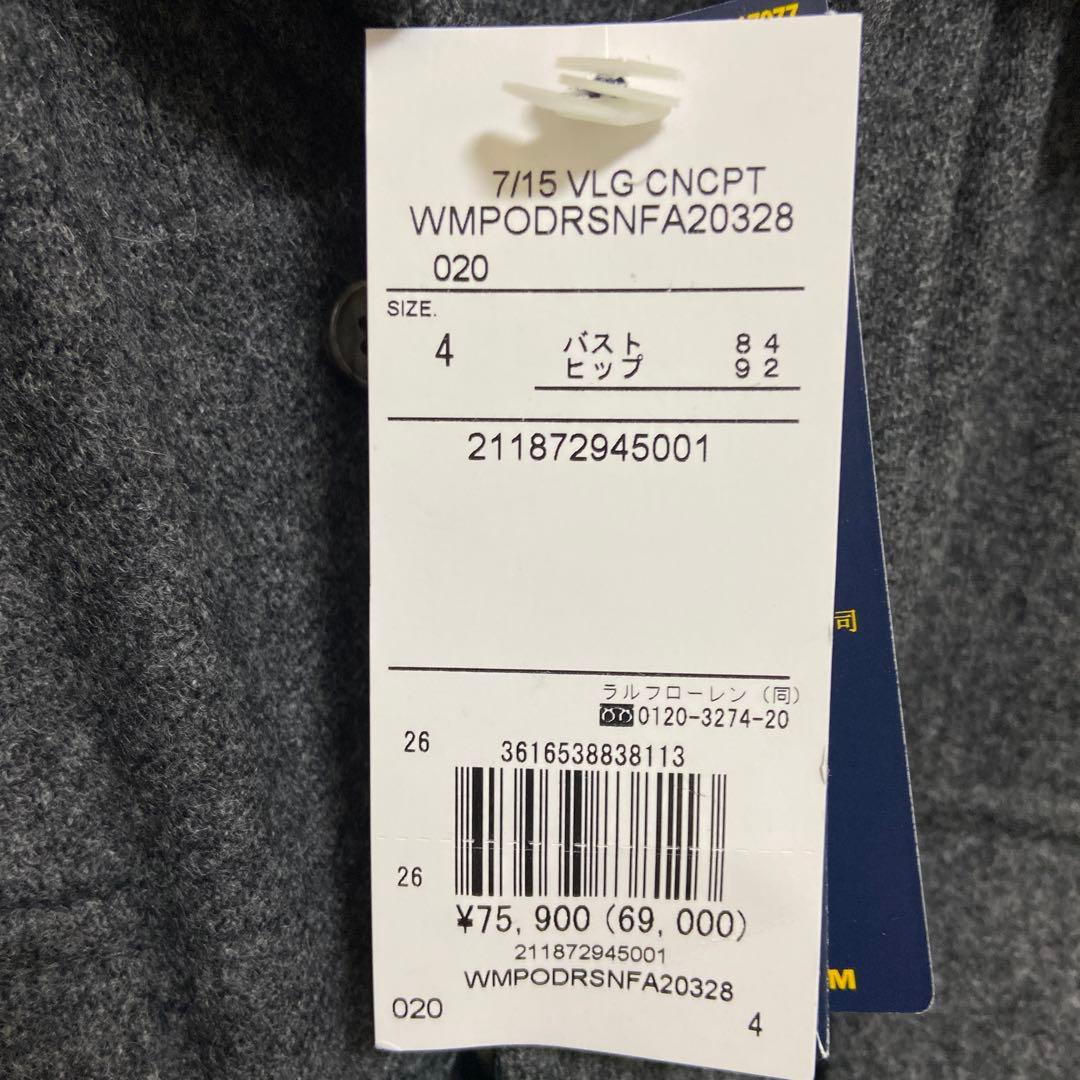 7/15 VLG CNCPT
WMPODRSNFA20328
020
SIZE.
4
バスト 84
ヒップ 92
211872945001
ラルフローレン（同）
0120-3274-20
26
3616538838113
26
¥75,900 (69,000)
211872945001
WMPODRSNFA20328
020
4
同
M